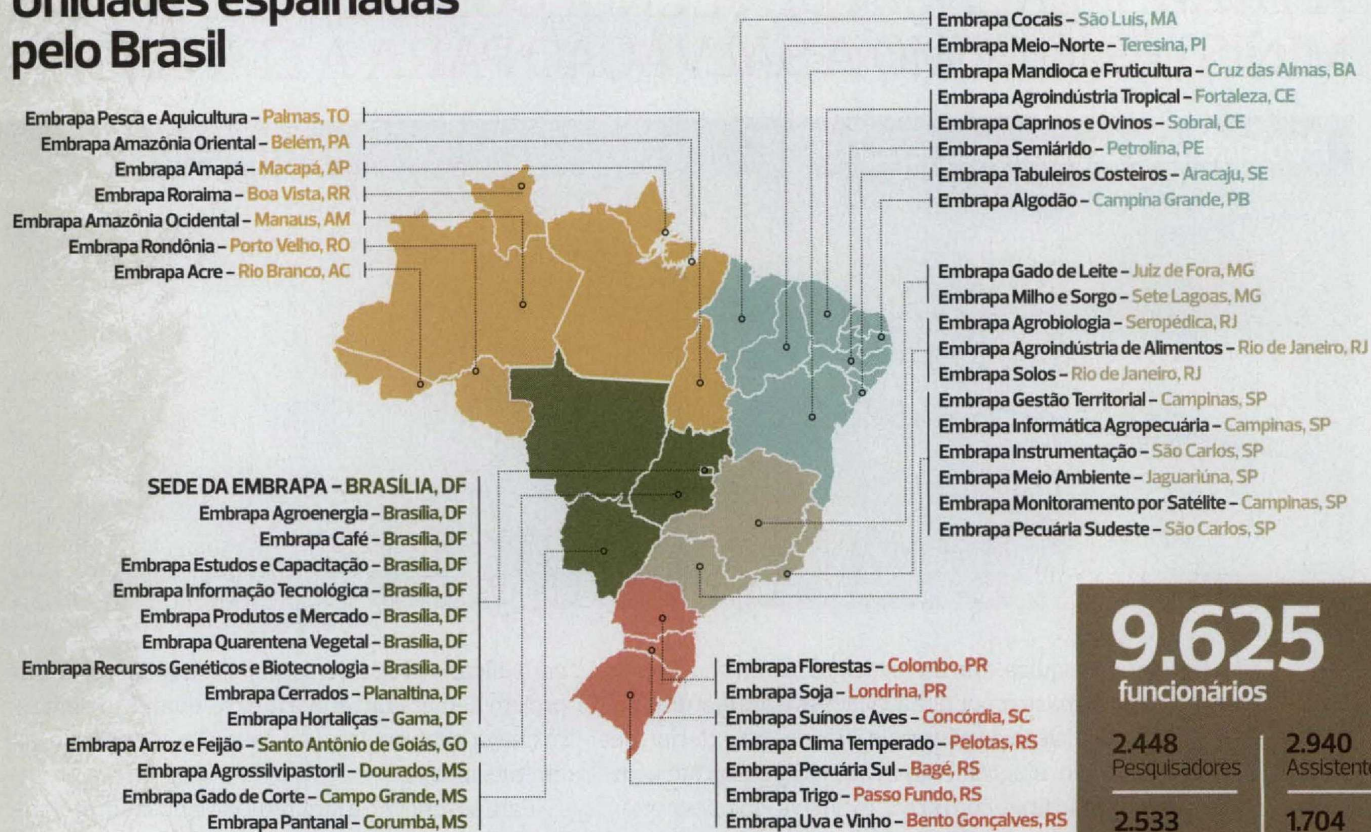 Unidades espalhadas
pelo Brasil
Embrapa Pesca e Aquicultura – Palmas, TO
Embrapa Amazônia Oriental – Belém, PA
Embrapa Amapá – Macapá, AP
Embrapa Roraima – Boa Vista, RR
Embrapa Amazônia Ocidental – Manaus, AM
Embrapa Rondônia – Porto Velho, RO
Embrapa Acre – Rio Branco, AC
Embrapa Cocais – São Luís, MA
Embrapa Meio-Norte – Teresina, PI
Embrapa Mandioca e Fruticultura – Cruz das Almas, BA
Embrapa Agroindústria Tropical – Fortaleza, CE
Embrapa Caprinos e Ovinos – Sobral, CE
Embrapa Semiárido – Petrolina, PE
Embrapa Tabuleiros Costeiros – Aracaju, SE
Embrapa Algodão – Campina Grande, PB
Embrapa Gado de Leite – Juiz de Fora, MG
Embrapa Milho e Sorgo – Sete Lagoas, MG
Embrapa Agrobiologia – Seropédica, RJ
Embrapa Agroindústria de Alimentos – Rio de Janeiro, RJ
Embrapa Solos – Rio de Janeiro, RJ
Embrapa Gestão Territorial – Campinas, SP
Embrapa Informática Agropecuária – Campinas, SP
Embrapa Instrumentação – São Carlos, SP
Embrapa Meio Ambiente – Jaguariúna, SP
Embrapa Monitoramento por Satélite – Campinas, SP
Embrapa Pecuária Sudeste – São Carlos, SP
SEDE DA EMBRAPA – BRASÍLIA, DF
Embrapa Agroenergia – Brasília, DF
Embrapa Café – Brasília, DF
Embrapa Estudos e Capacitação – Brasília, DF
Embrapa Informação Tecnológica – Brasília, DF
Embrapa Produtos e Mercado – Brasília, DF
Embrapa Quarentena Vegetal – Brasília, DF
Embrapa Recursos Genéticos e Biotecnologia – Brasília, DF
Embrapa Cerrados – Planaltina, DF
Embrapa Hortaliças – Gama, DF
Embrapa Arroz e Feijão – Santo Antônio de Goiás, GO
Embrapa Agrossilvipastoril – Dourados, MS
Embrapa Gado de Corte – Campo Grande, MS
Embrapa Pantanal – Corumbá, MS
Embrapa Florestas – Colombo, PR
Embrapa Soja – Londrina, PR
Embrapa Suínos e Aves – Concórdia, SC
Embrapa Clima Temperado – Pelotas, RS
Embrapa Pecuária Sul – Bagé, RS
Embrapa Trigo – Passo Fundo, RS
Embrapa Uva e Vinho – Bento Gonçalves, RS
9.625
funcionários
2.448
Pesquisadores
2.940
Assistente
2.533
1.704